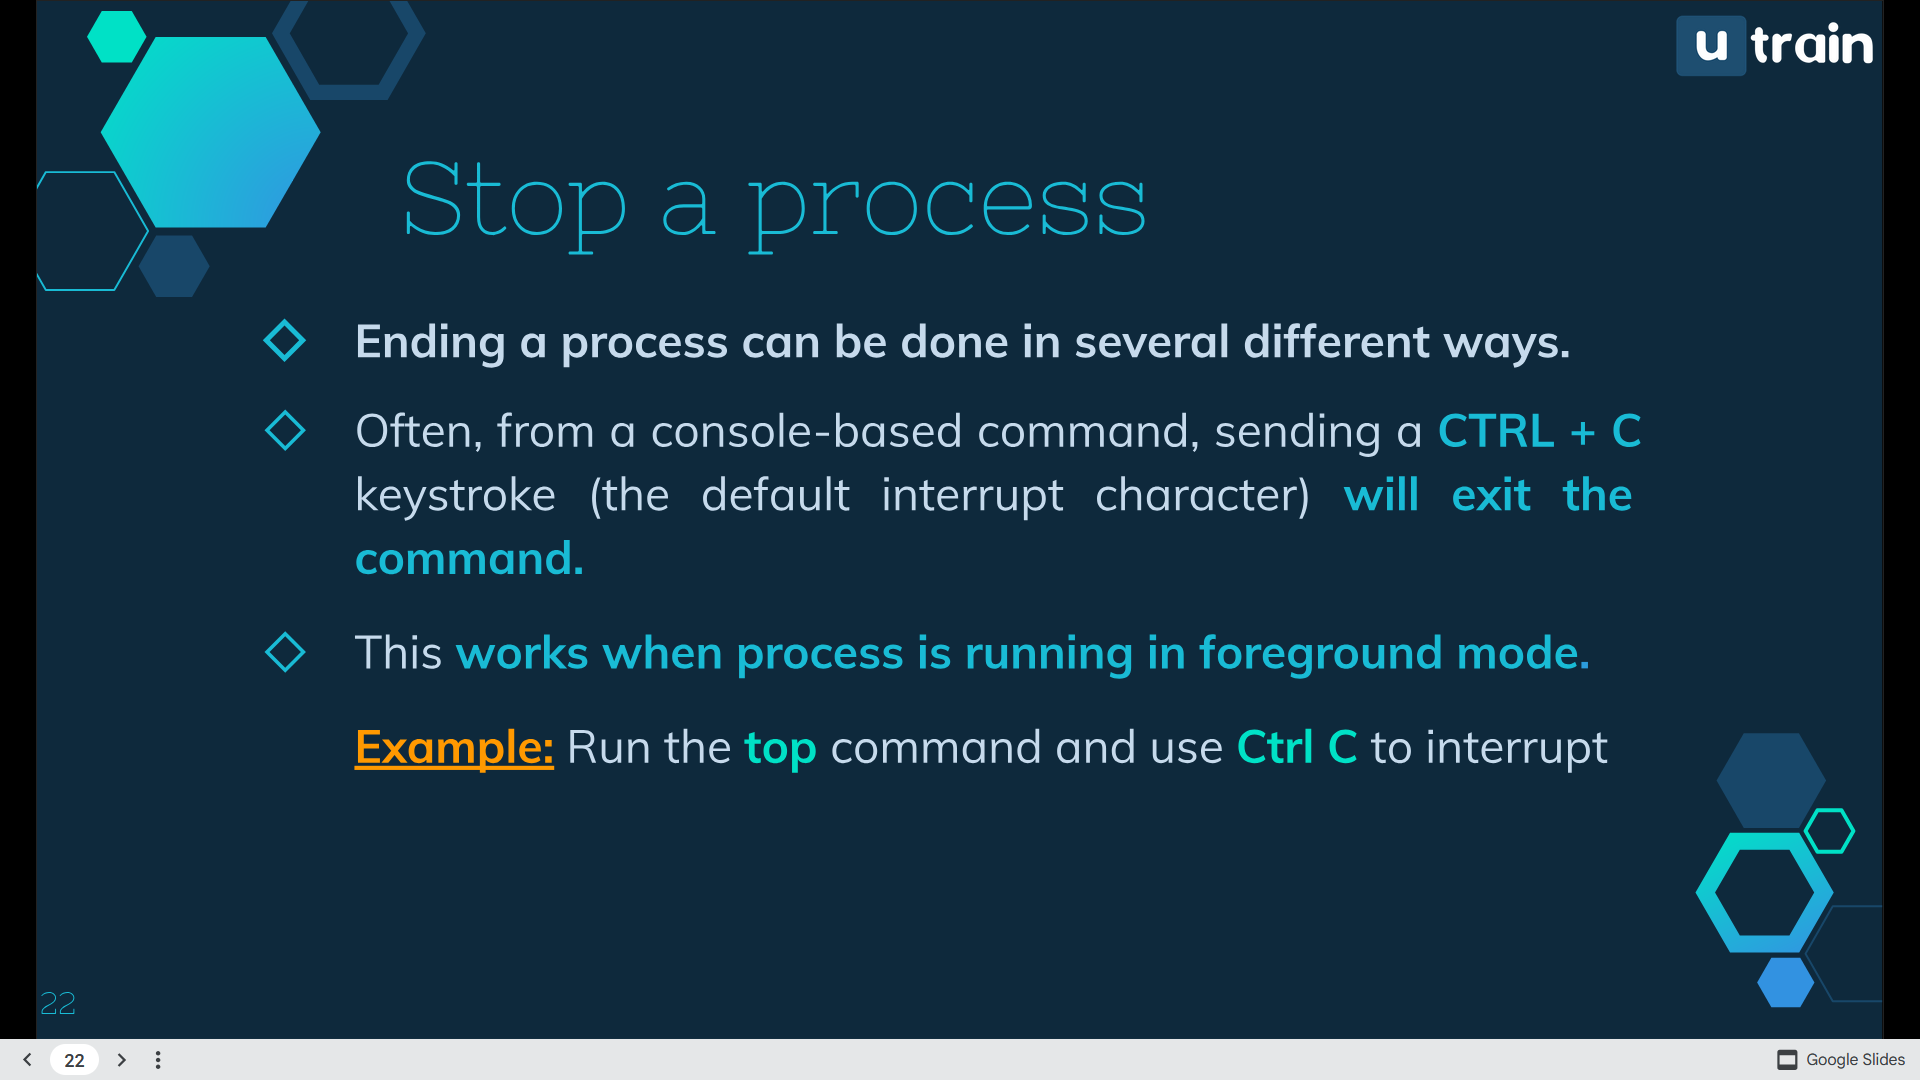 u train
Stop a process
Ending a process can be done in several different ways.
Often, from a console-based command, sending a CTRL + C
keystroke (the default interrupt character) will exit the
command.
This works when process is running in foreground mode.
Example: Run the top command and use Ctrl C to interrupt
22
22
Google Slides